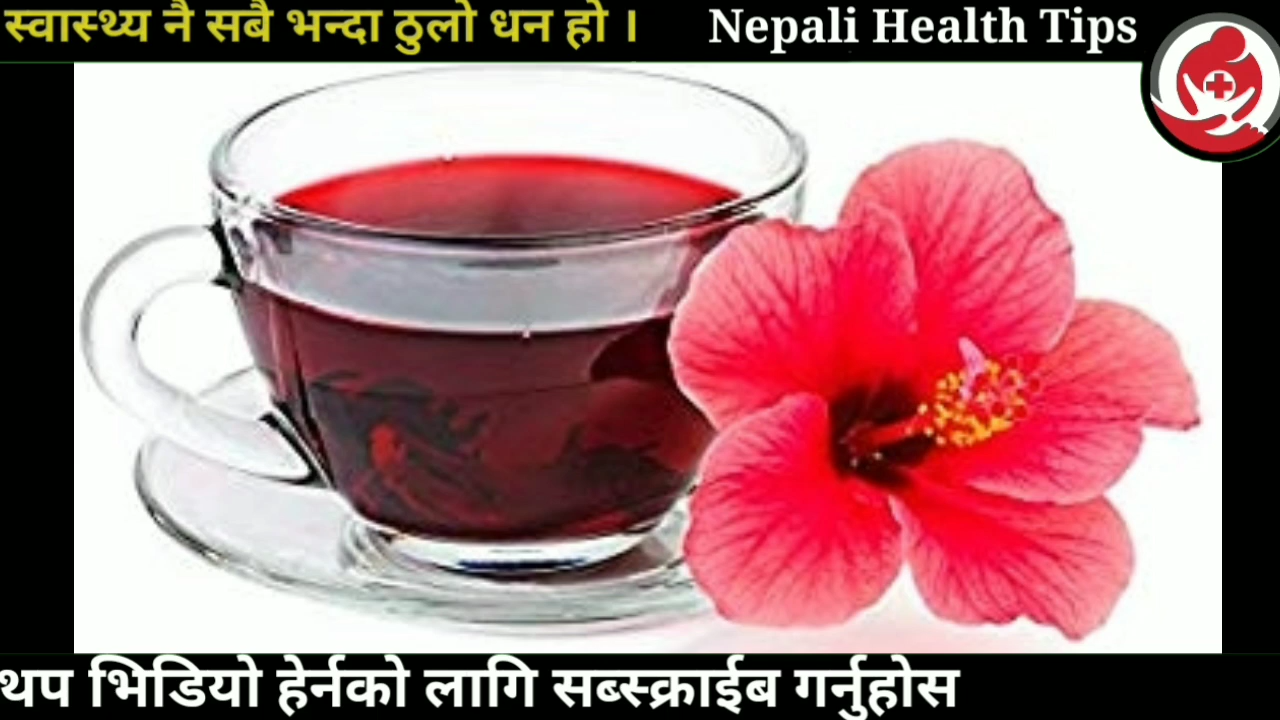 स्वास्थ्य नै सबै भन्दा ठुलो धन हो । Nepali Health Tips
थप भिडियो हेर्नको लागि सब्स्क्राईब गर्नुहोस